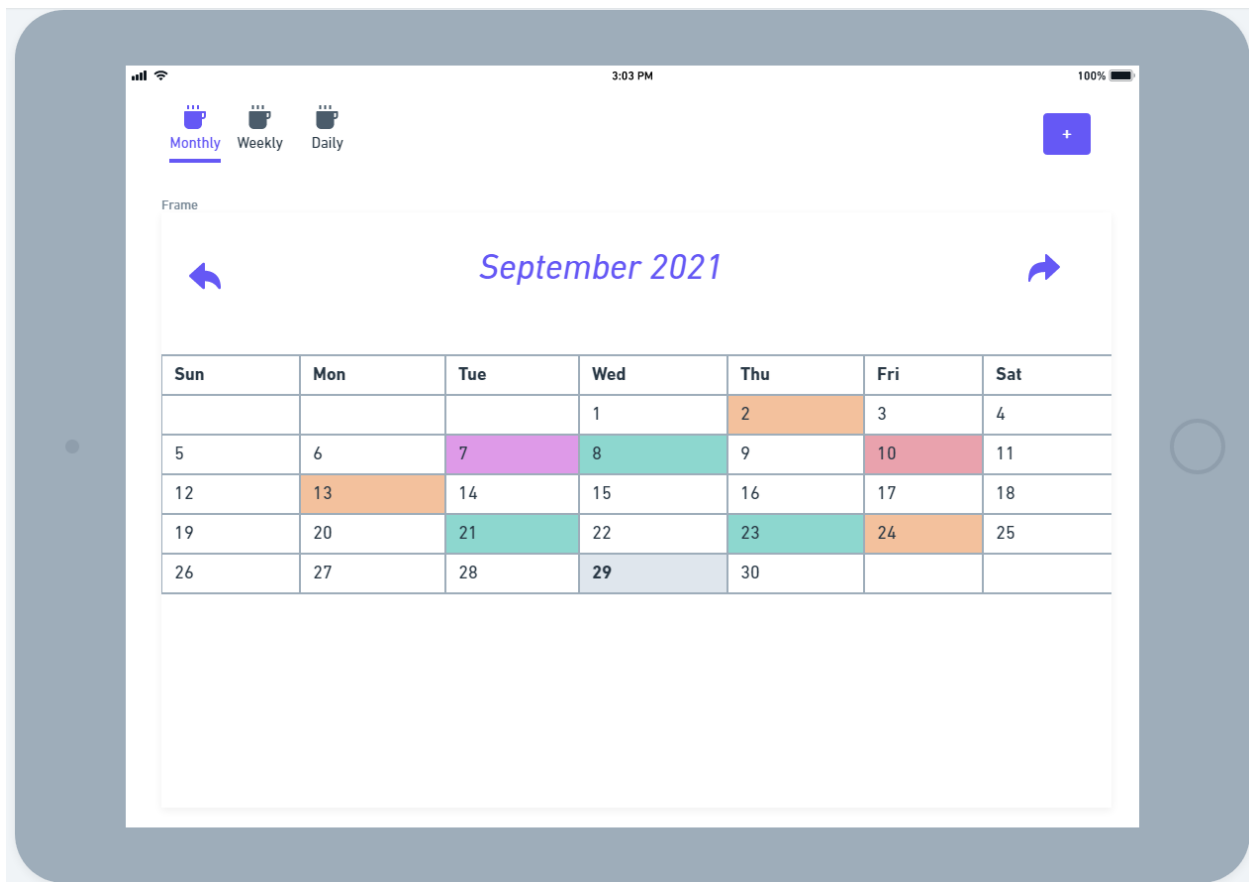 3:03 PM 100%
Monthly Weekly Daily +
Frame
September 2021
Sun Mon Tue Wed Thu Fri Sat
1 2 3 4
5 6 7 8 9 10 11
12 13 14 15 16 17 18
19 20 21 22 23 24 25
26 27 28 29 30